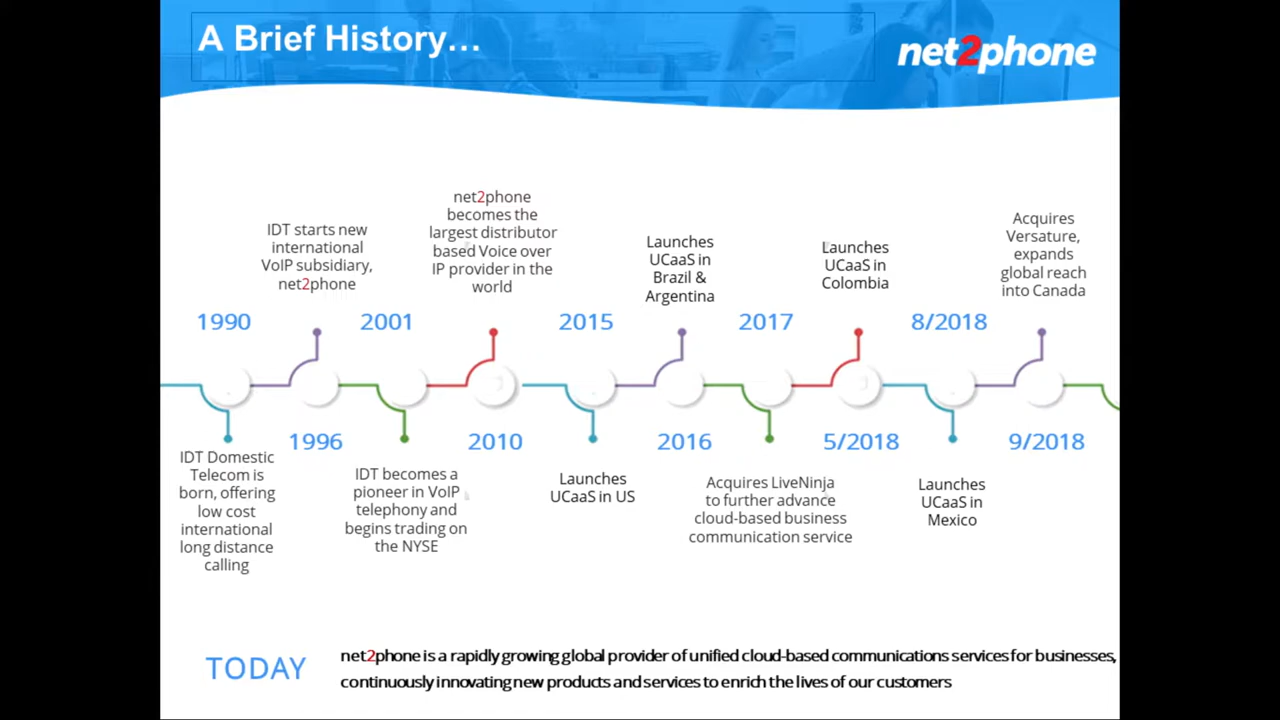 A Brief History...
net2phone
IDT starts new
international
VoIP subsidiary,
net2phone
net2phone
becomes the
largest distributor
based Voice over
IP provider in the
world
Launches
UCaaS in
Brazil &
Argentina
Launches
UCaaS in
Colombia
Acquires
Versature,
expands
global reach
into Canada
1990
2001
2015
2017
8/2018
1996
2010
2016
5/2018
9/2018
IDT Domestic
Telecom is
born, offering
low cost
international
long distance
calling
IDT becomes a
pioneer in VoIP
telephony and
begins trading on
the NYSE
Launches
UCaaS in US
Acquires LiveNinja
to further advance
cloud-based business
communication service
Launches
UCaaS in
Mexico
TODAY
net2phone is a rapidly growing global provider of unified cloud-based communications services for businesses,
continuously innovating new products and services to enrich the lives of our customers